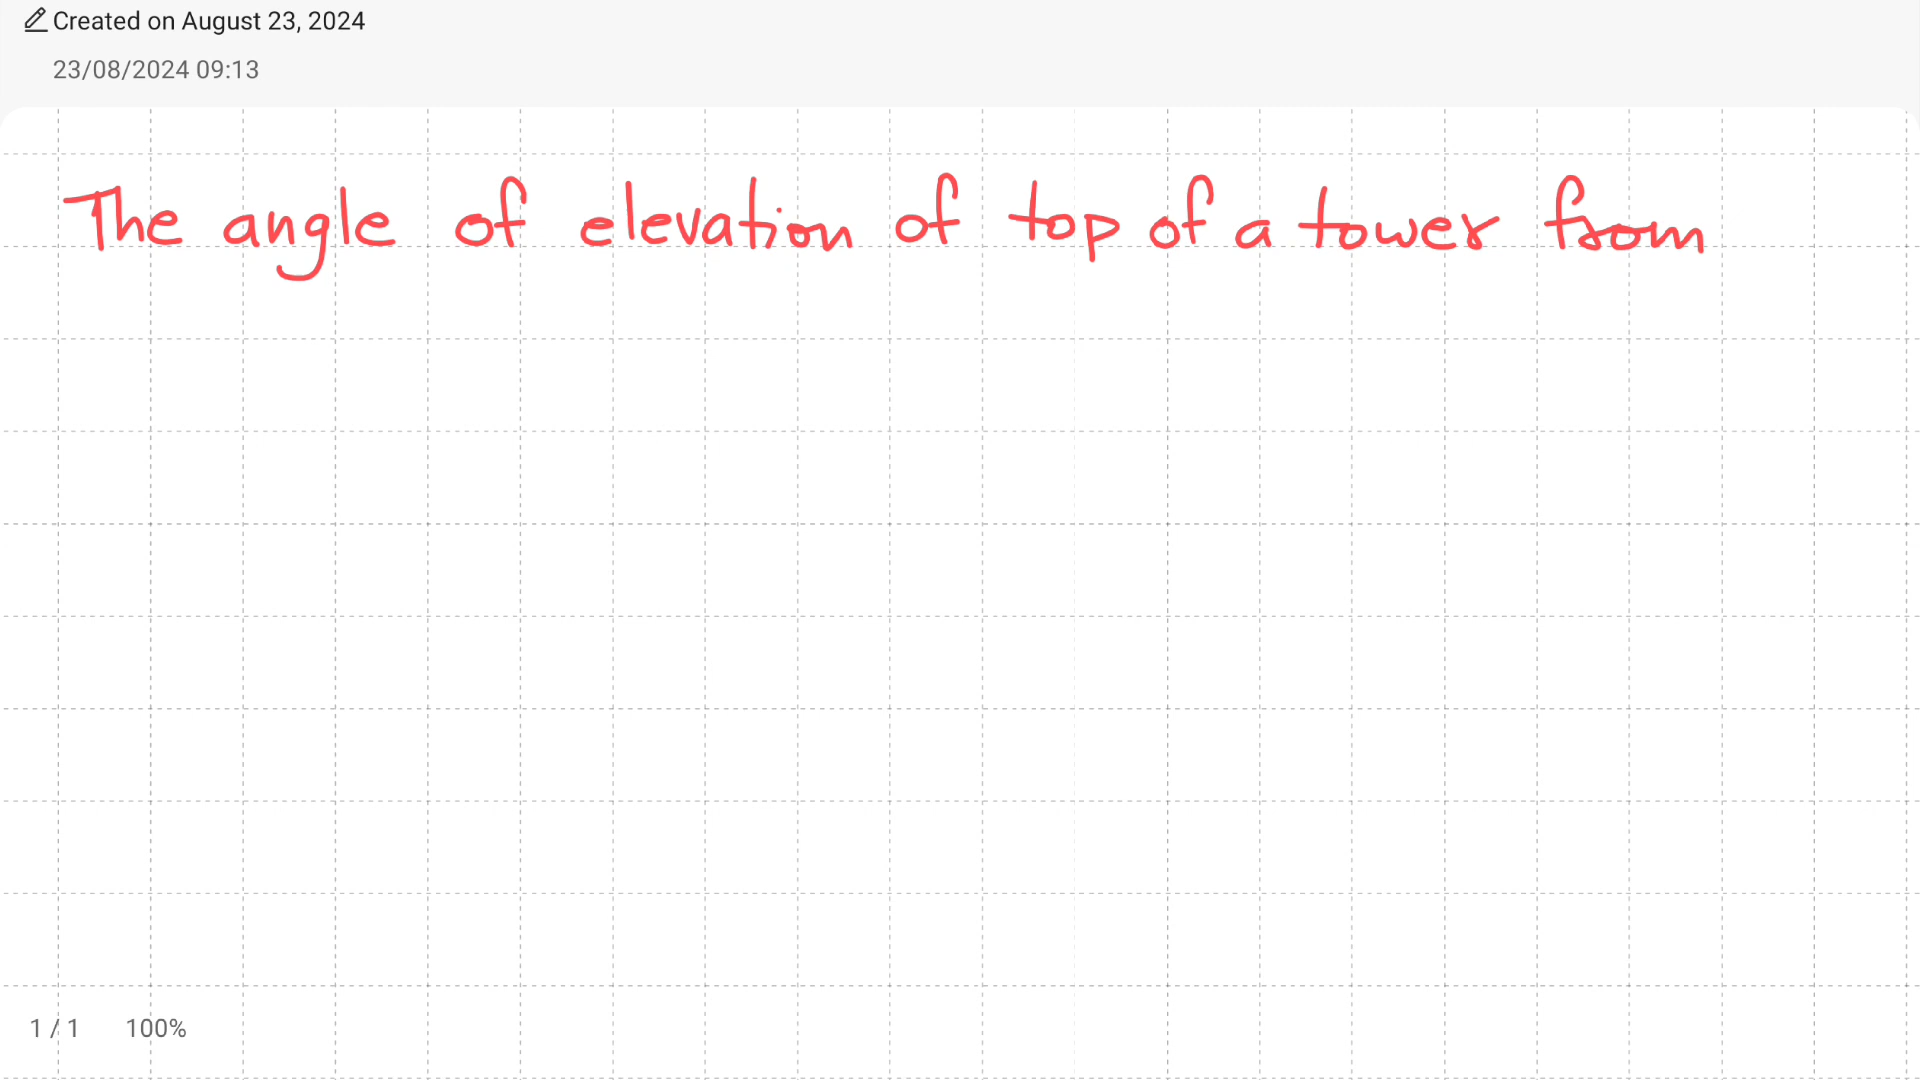 Created on August 23, 2024
23/08/2024 09:13
The angle of elevation of top of a tower from
1 / 1 100%